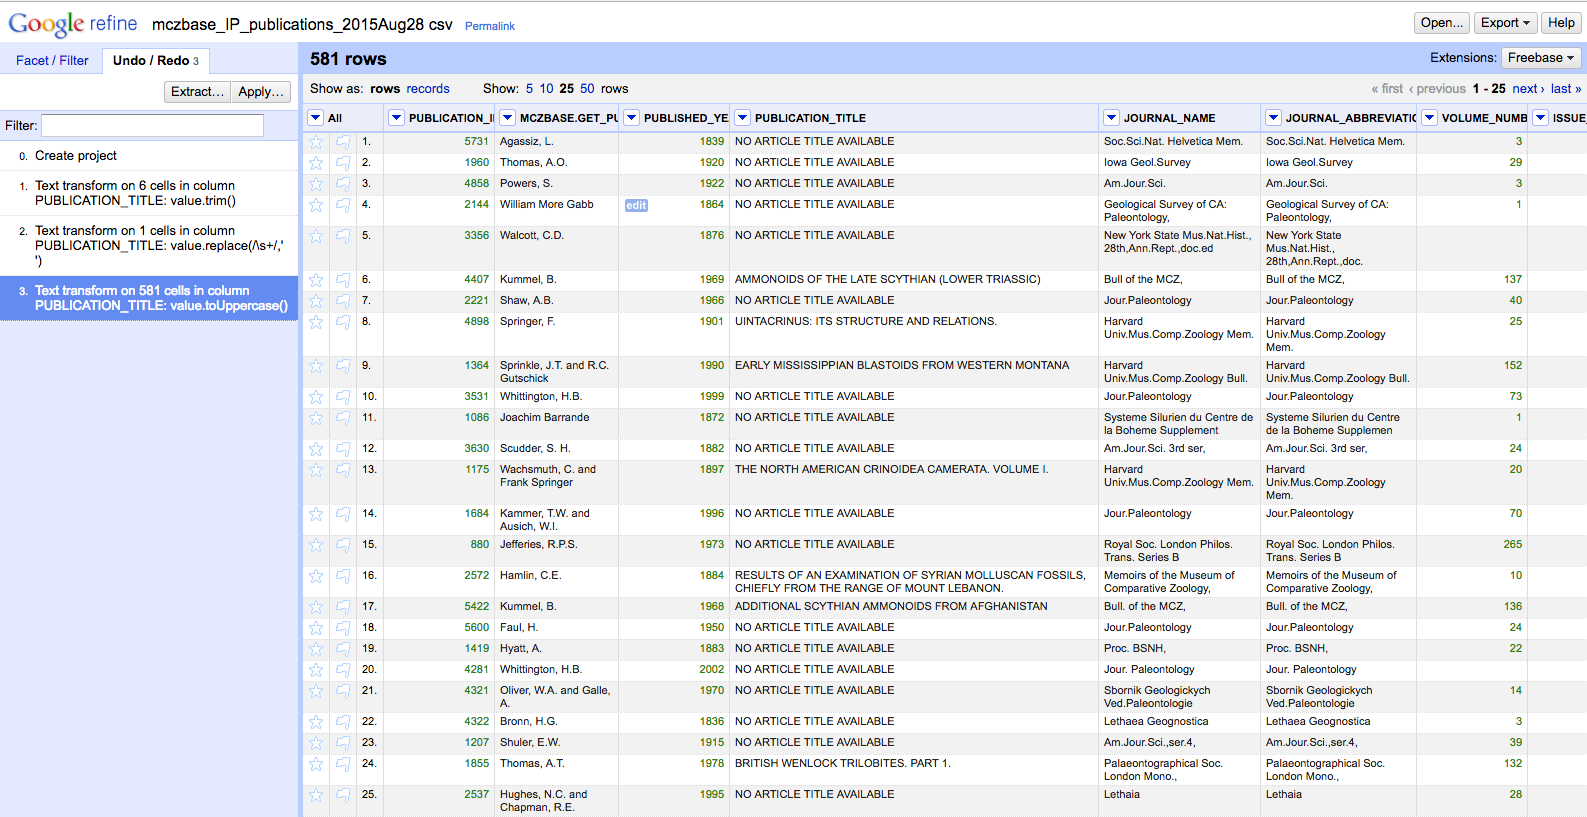 Google refine mczbase_IP_publications_2015Aug28 csv Permalink
Open... Export Help
Facet / Filter Undo / Redo 3
Extract... Apply...
Filter:
0. Create project
1. Text transform on 6 cells in column
PUBLICATION_TITLE: value.trim()
2. Text transform on 1 cells in column
PUBLICATION_TITLE: value.replace(/\s+/,'
')
3. Text transform on 581 cells in column
PUBLICATION_TITLE: value.toUppercase()
581 rows
Extensions: Freebase
Show as: rows records Show: 5 10 25 50 rows
« first ‹ previous 1 - 25 next › last »
All PUBLICATION_I MCZBASE.GET_PU PUBLISHED_YE PUBLICATION_TITLE JOURNAL_NAME JOURNAL_ABBREVIATIO VOLUME_NUMB ISSUE_
1. 5731 Agassiz, L. 1839 NO ARTICLE TITLE AVAILABLE Soc.Sci.Nat. Helvetica Mem. Soc.Sci.Nat. Helvetica Mem. 3
2. 1960 Thomas, A.O. 1920 NO ARTICLE TITLE AVAILABLE Iowa Geol.Survey Iowa Geol.Survey 29
3. 4858 Powers, S. 1922 NO ARTICLE TITLE AVAILABLE Am.Jour.Sci. Am.Jour.Sci. 3
4. 2144 William More Gabb edit 1864 NO ARTICLE TITLE AVAILABLE Geological Survey of CA: Geological Survey of CA: 1
Paleontology, Paleontology,
5. 3356 Walcott, C.D. 1876 NO ARTICLE TITLE AVAILABLE New York State Mus.Nat.Hist., New York State
28th,Ann.Rept.,doc.ed Mus.Nat.Hist.,
28th,Ann.Rept.,doc.
6. 4407 Kummel, B. 1969 AMMONOIDS OF THE LATE SCYTHIAN (LOWER TRIASSIC) Bull of the MCZ, Bull of the MCZ, 137
7. 2221 Shaw, A.B. 1966 NO ARTICLE TITLE AVAILABLE Jour.Paleontology Jour.Paleontology 40
8. 4898 Springer, F. 1901 UINTACRINUS: ITS STRUCTURE AND RELATIONS. Harvard Harvard 25
Univ.Mus.Comp.Zoology Mem. Univ.Mus.Comp.Zoology
Mem.
9. 1364 Sprinkle, J.T. and R.C. 1990 EARLY MISSISSIPPIAN BLASTOIDS FROM WESTERN MONTANA Harvard Harvard 152
Gutschick Univ.Mus.Comp.Zoology Bull. Univ.Mus.Comp.Zoology Bull.
10. 3531 Whittington, H.B. 1999 NO ARTICLE TITLE AVAILABLE Jour.Paleontology Jour.Paleontology 73
11. 1086 Joachim Barrande 1872 NO ARTICLE TITLE AVAILABLE Systeme Silurien du Centre de Systeme Silurien du Centre 1
la Boheme Supplement de la Boheme Supplemen
12. 3630 Scudder, S. H. 1882 NO ARTICLE TITLE AVAILABLE Am.Jour.Sci. 3rd ser, Am.Jour.Sci. 3rd ser, 24
13. 1175 Wachsmuth, C. and 1897 THE NORTH AMERICAN CRINOIDEA CAMERATA. VOLUME I. Harvard Harvard 20
Frank Springer Univ.Mus.Comp.Zoology Mem. Univ.Mus.Comp.Zoology
Mem.
14. 1684 Kammer, T.W. and 1996 NO ARTICLE TITLE AVAILABLE Jour.Paleontology Jour.Paleontology 70
Ausich, W.I.
15. 880 Jefferies, R.P.S. 1973 NO ARTICLE TITLE AVAILABLE Royal Soc. London Philos. Royal Soc. London Philos. 265
Trans. Series B Trans. Series B
16. 2572 Hamlin, C.E. 1884 RESULTS OF AN EXAMINATION OF SYRIAN MOLLUSCAN FOSSILS, Memoirs of the Museum of Memoirs of the Museum of 10
CHIEFLY FROM THE RANGE OF MOUNT LEBANON. Comparative Zoology, Comparative Zoology,
17. 5422 Kummel, B. 1968 ADDITIONAL SCYTHIAN AMMONOIDS FROM AFGHANISTAN Bull. of the MCZ, Bull. of the MCZ, 136
18. 5600 Faul, H. 1950 NO ARTICLE TITLE AVAILABLE Jour.Paleontology Jour.Paleontology 24
19. 1419 Hyatt, A. 1883 NO ARTICLE TITLE AVAILABLE Proc. BSNH, Proc. BSNH, 22
20. 4281 Whittington, H.B. 2002 NO ARTICLE TITLE AVAILABLE Jour. Paleontology Jour. Paleontology
21. 4321 Oliver, W.A. and Galle, 1970 NO ARTICLE TITLE AVAILABLE Sbornik Geologickych Sbornik Geologickych 14
A. Ved.Paleontologie Ved.Paleontologie
22. 4322 Bronn, H.G. 1836 NO ARTICLE TITLE AVAILABLE Lethaea Geognostica Lethaea Geognostica 3
23. 1207 Shuler, E.W. 1915 NO ARTICLE TITLE AVAILABLE Am.Jour.Sci.,ser.4, Am.Jour.Sci.,ser.4, 39
24. 1855 Thomas, A.T. 1978 BRITISH WENLOCK TRILOBITES. PART 1. Palaeontographical Soc. Palaeontographical Soc. 132
London Mono., London Mono.,
25. 2537 Hughes, N.C. and 1995 NO ARTICLE TITLE AVAILABLE Lethaia Lethaia 28
Chapman, R.E.